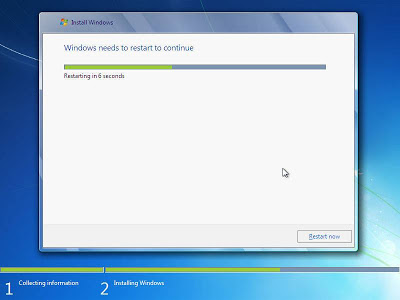 Install Windows
Windows needs to restart to continue
Restarting in 6 seconds
Restart now
1 Collecting information
2 Installing Windows